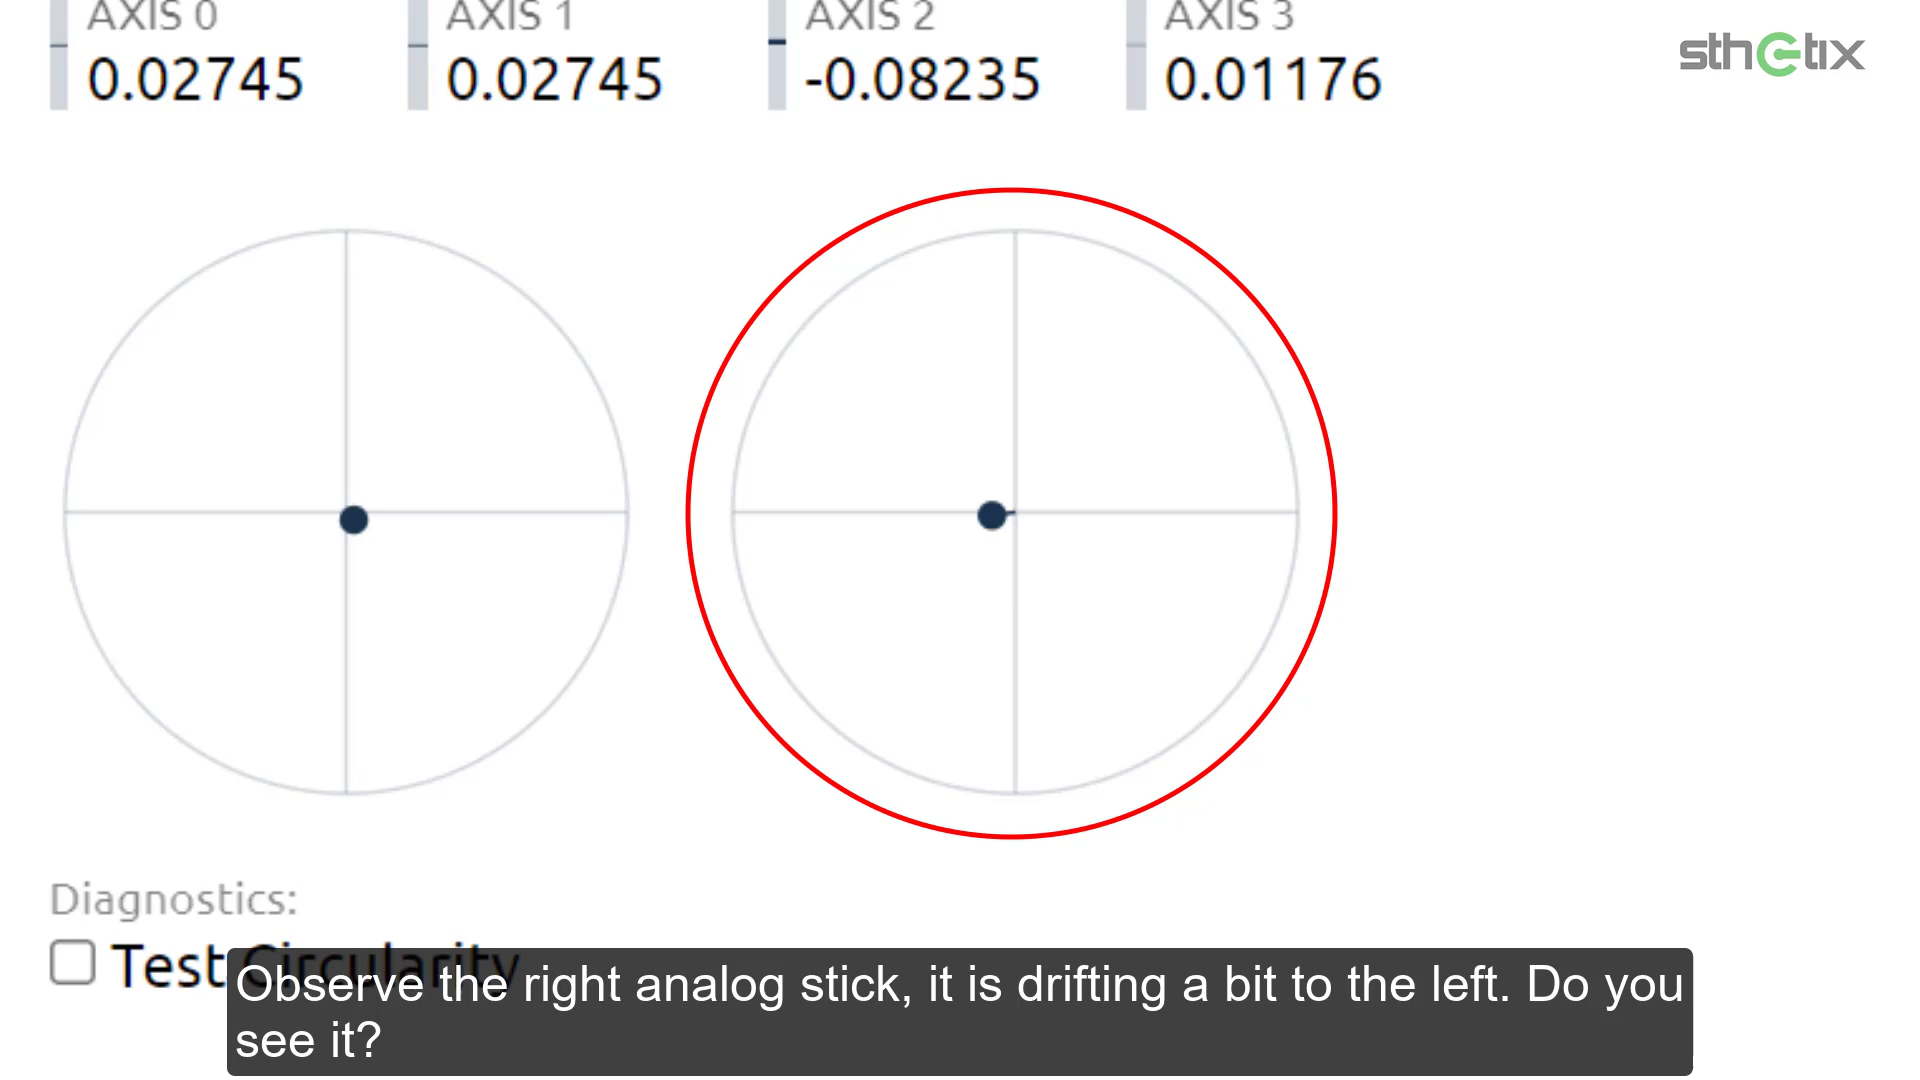 AXIS 0
AXIS 1
AXIS 2
AXIS 3
sthetix
0.02745
0.02745
-0.08235
0.01176
Diagnostics:
Test Circularity
Observe the right analog stick, it is drifting a bit to the left. Do you
see it?